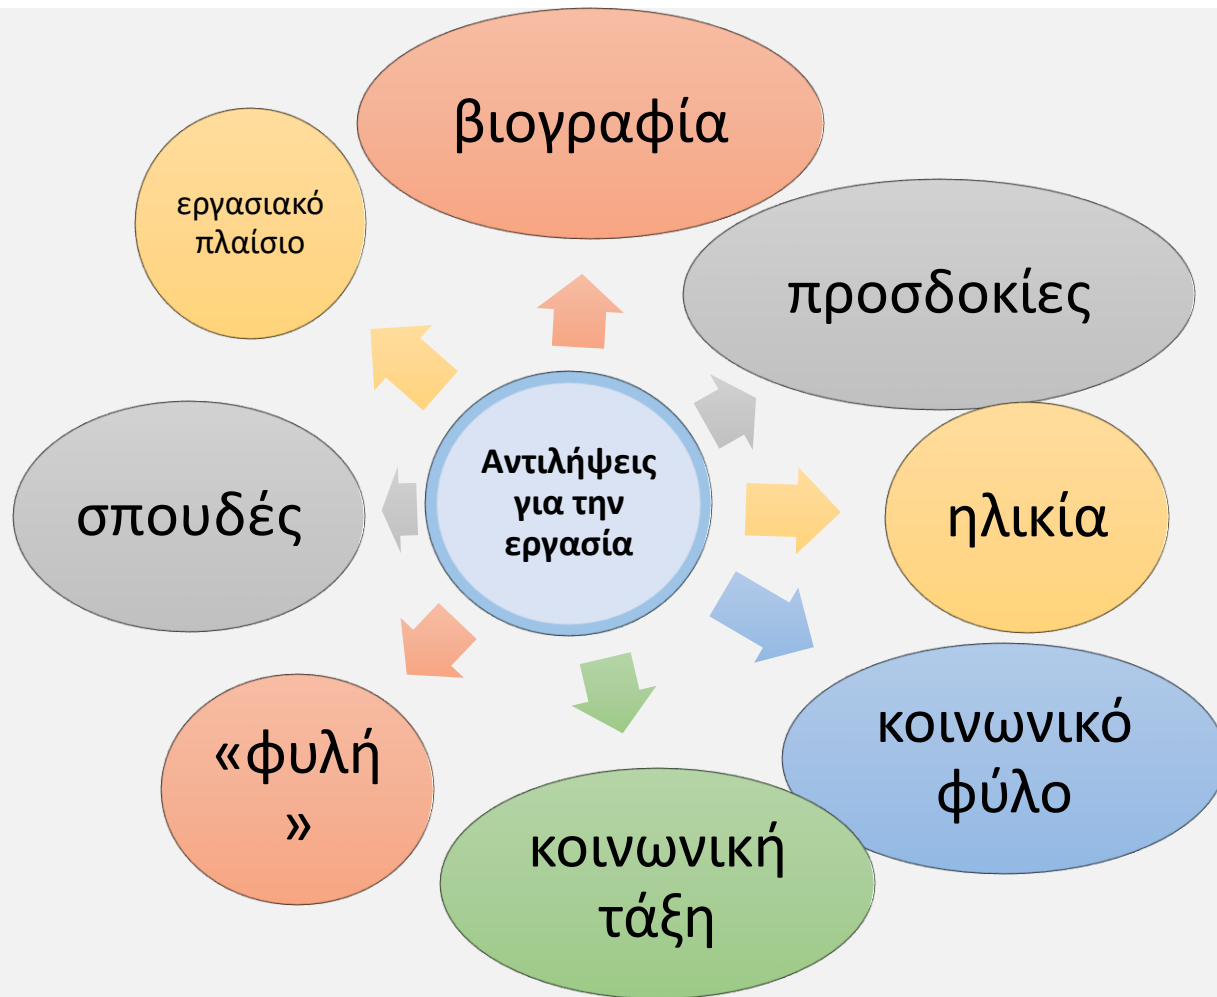 βιογραφία
εργασιακό
πλαίσιο
προσδοκίες
Αντιλήψεις
για την
εργασία
σπουδές
ηλικία
κοινωνικό
φύλο
«φυλή
»
κοινωνική
τάξη